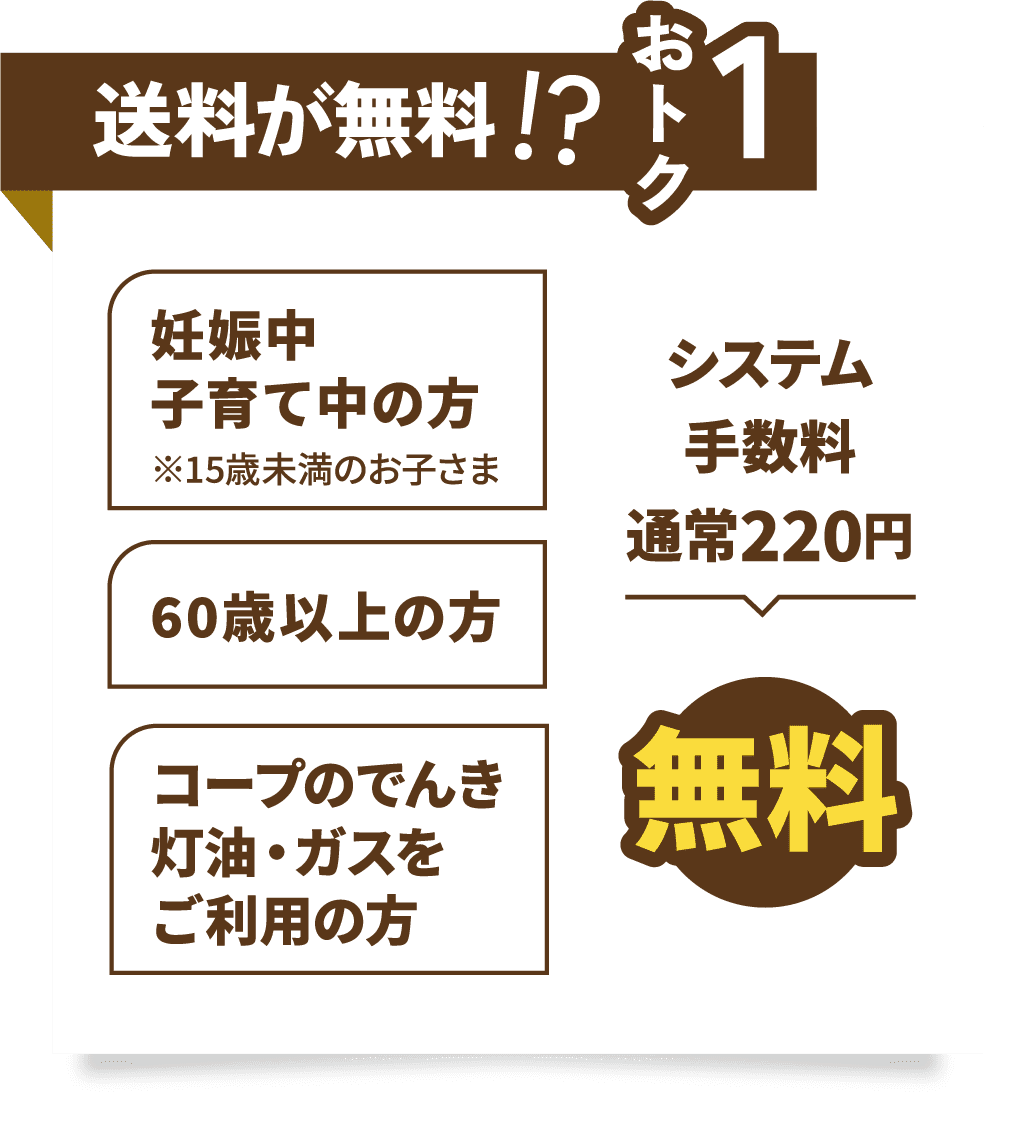 送料が無料!?
おトク1
妊娠中
子育て中の方
※15歳未満のお子さま
60歳以上の方
コープのでんき
灯油・ガスを
ご利用の方
システム
手数料
通常220円
無料